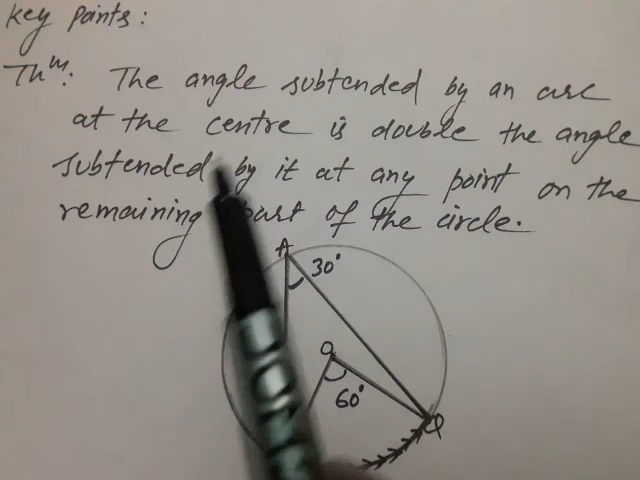 Key points:
Thm: The angle subtended by an arc
at the centre is double the angle
subtended by it at any point on the
remaining part of the circle.
A
30°
O
60°
Q